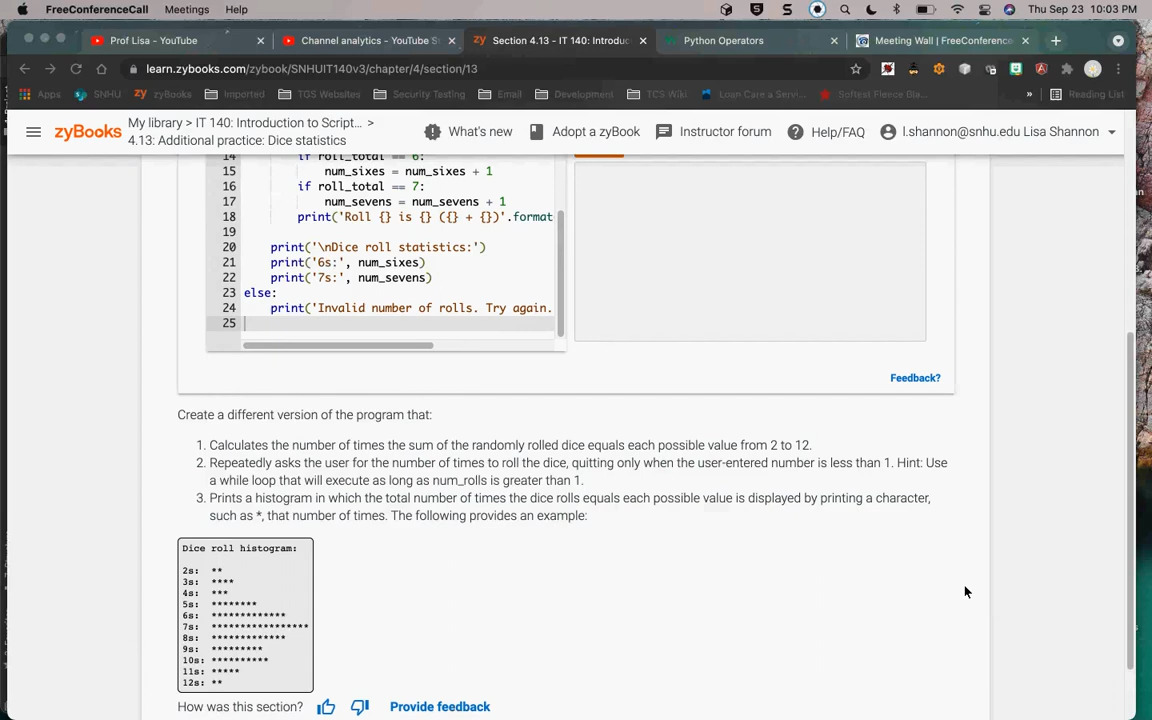 FreeConferenceCall Meetings Help Thu Sep 23 10:03 PM
Prof Lisa - YouTube
Channel analytics - YouTube S
Section 4.13 - IT 140: Introduc
Python Operators
Meeting Wall | FreeConference
learn.zybooks.com/zybook/SNHUIT140v3/chapter/4/section/13
Apps SNHU zyBooks Imported TGS Websites Security Testing Email Development TCS Wiki Loan Care a Servi... Softest Fleece Bla... » Reading List
zyBooks
My library > IT 140: Introduction to Script... >
4.13: Additional practice: Dice statistics
What's new
Adopt a zyBook
Instructor forum
Help/FAQ
l.shannon@snhu.edu Lisa Shannon
14 if roll_total == 6:
15 num_sixes = num_sixes + 1
16 if roll_total == 7:
17 num_sevens = num_sevens + 1
18 print('Roll {} is {} ({} + {})'.format
19
20 print('\nDice roll statistics:')
21 print('6s:', num_sixes)
22 print('7s:', num_sevens)
23 else:
24 print('Invalid number of rolls. Try again.
25
Feedback?
Create a different version of the program that:
1. Calculates the number of times the sum of the randomly rolled dice equals each possible value from 2 to 12.
2. Repeatedly asks the user for the number of times to roll the dice, quitting only when the user-entered number is less than 1. Hint: Use
a while loop that will execute as long as num_rolls is greater than 1.
3. Prints a histogram in which the total number of times the dice rolls equals each possible value is displayed by printing a character,
such as *, that number of times. The following provides an example:
Dice roll histogram:
2s: **
3s: ****
4s: ***
5s: ********
6s: *************
7s: *****************
8s: *************
9s: *********
10s: **********
11s: *****
12s: **
How was this section?
Provide feedback